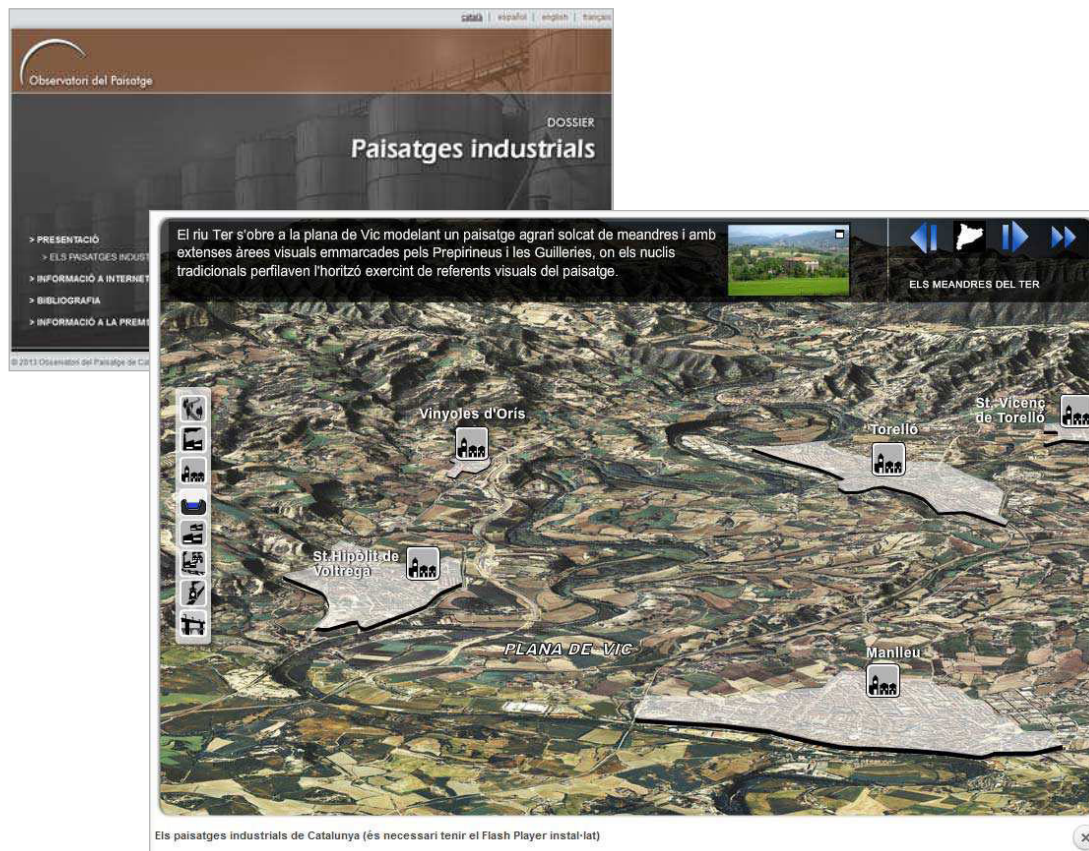 català | español | english | français
Observatori del Paisatge
DOSSIER
Paisatges industrials
> PRESENTACIÓ
> ELS PAISATGES INDUST
> INFORMACIÓ A INTERNET
> BIBLIOGRAFIA
> INFORMACIÓ A LA PREMS
© 2013 Observatori del Paisatge de Cat
El riu Ter s'obre a la plana de Vic modelant un paisatge agrari solcat de meandres i amb
extenses àrees visuals emmarcades pels Prepirineus i les Guilleries, on els nuclis
tradicionals perfilaven l'horitzó exercint de referents visuals del paisatge.
ELS MEANDRES DEL TER
Vinyoles d'Orís
St. Vicenç
de Torelló
Torelló
St.Hipòlit de
Voltregà
PLANA DE VIC
Manlleu
Els paisatges industrials de Catalunya (és necessari tenir el Flash Player instal·lat)